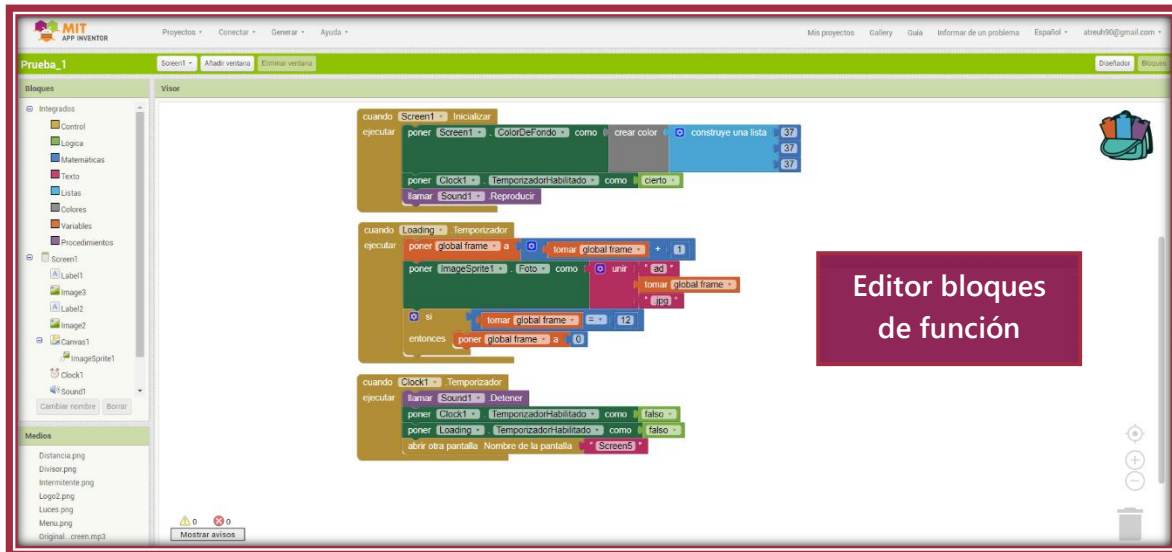 MIT
APP INVENTOR
Proyectos Conectar Generar Ayuda
Mis proyectos Gallery Guía Informar de un problema Español atreuh90@gmail.com
Prueba_1
Screen1 Añadir ventana Eliminar ventana
Diseñador Bloques
Bloques
Visor
Integrados
Control
Lógica
Matemáticas
Texto
Listas
Colores
Variables
Procedimientos
Screen1
Label1
Image3
Label2
Image2
Canvas1
ImageSprite1
Clock1
Sound1
Cambiar nombre Borrar
Medios
Distancia.png
Divisor.png
Intermitente.png
Logo2.png
Luces.png
Menu.png
Original...creen.mp3
cuando Screen1 .Inicializar
ejecutar poner Screen1 . ColorDeFondo como crear color construye una lista 37
37
37
poner Clock1 . TemporizadorHabilitado como cierto
llamar Sound1 .Reproducir
cuando Loading .Temporizador
ejecutar poner global frame a tomar global frame + 1
poner ImageSprite1 . Foto como unir " ad "
tomar global frame
" .jpg "
si tomar global frame = 12
entonces poner global frame a 0
cuando Clock1 .Temporizador
ejecutar llamar Sound1 .Detener
poner Clock1 . TemporizadorHabilitado como falso
poner Loading . TemporizadorHabilitado como falso
abrir otra pantalla Nombre de la pantalla " Screen5 "
Editor bloques
de función
0 0
Mostrar avisos